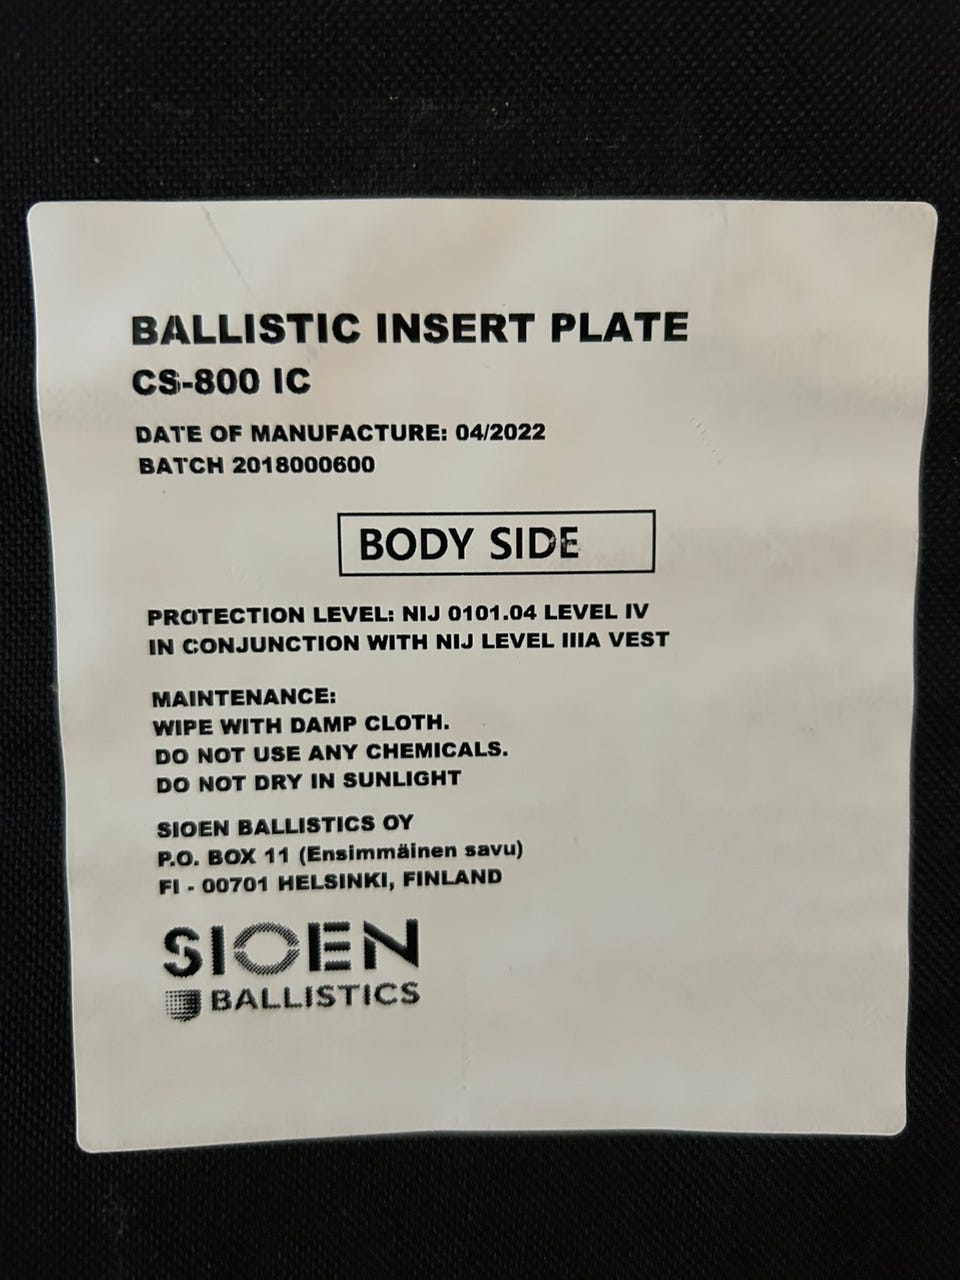 BALLISTIC INSERT PLATE
CS-800 IC
DATE OF MANUFACTURE: 04/2022
BATCH 2018000600
BODY SIDE
PROTECTION LEVEL: NIJ 0101.04 LEVEL IV
IN CONJUNCTION WITH NIJ LEVEL IIIA VEST
MAINTENANCE:
WIPE WITH DAMP CLOTH.
DO NOT USE ANY CHEMICALS.
DO NOT DRY IN SUNLIGHT
SIOEN BALLISTICS OY
P.O. BOX 11 (Ensimmäinen savu)
FI - 00701 HELSINKI, FINLAND
SIOEN
BALLISTICS